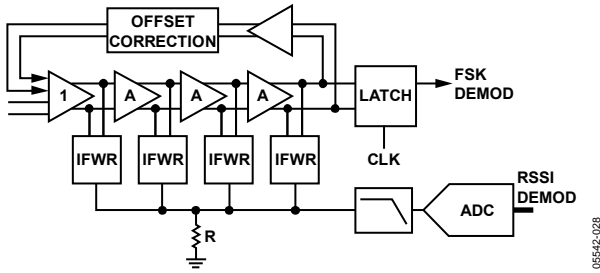 OFFSET
CORRECTION
1
A
A
A
LATCH
FSK
DEMOD
IFWR
IFWR
IFWR
IFWR
CLK
RSSI
DEMOD
ADC
R
05542-028